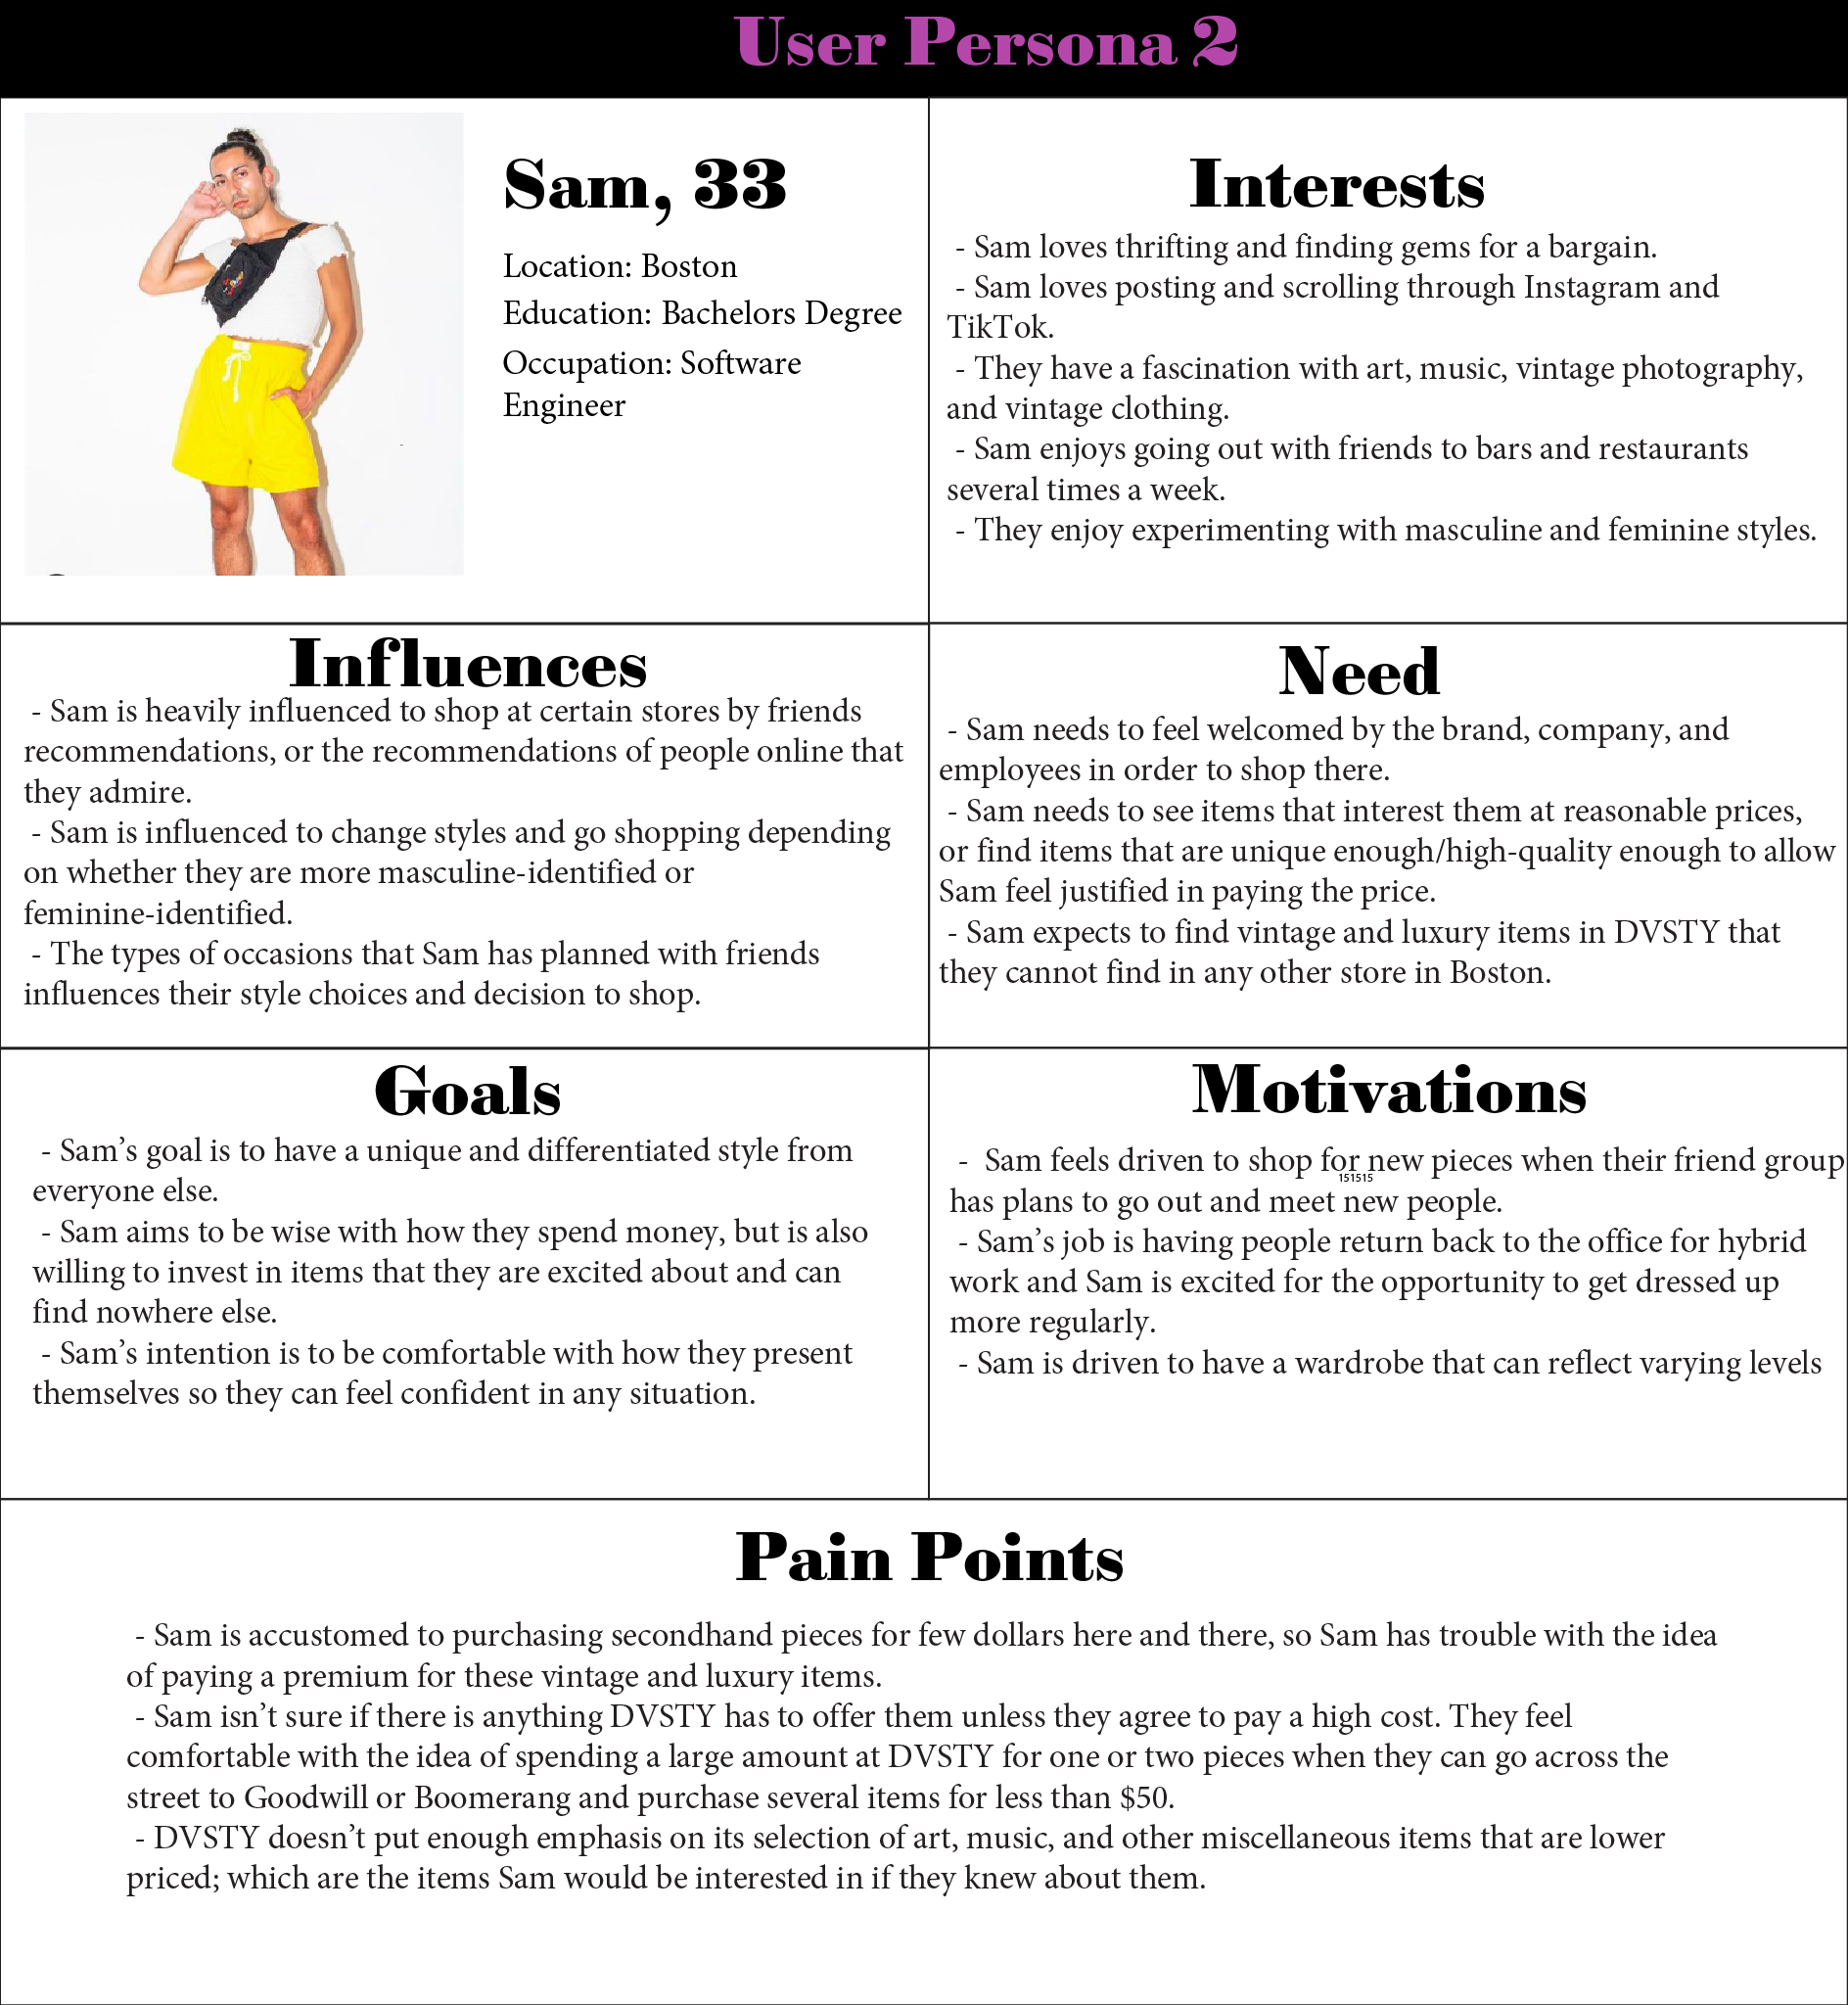 User Persona 2
Sam, 33
Location: Boston
Education: Bachelors Degree
Occupation: Software
Engineer
Interests
- Sam loves thrifting and finding gems for a bargain.
- Sam loves posting and scrolling through Instagram and
TikTok.
- They have a fascination with art, music, vintage photography,
and vintage clothing.
- Sam enjoys going out with friends to bars and restaurants
several times a week.
- They enjoy experimenting with masculine and feminine styles.
Influences
- Sam is heavily influenced to shop at certain stores by friends
recommendations, or the recommendations of people online that
they admire.
- Sam is influenced to change styles and go shopping depending
on whether they are more masculine-identified or
feminine-identified.
- The types of occasions that Sam has planned with friends
influences their style choices and decision to shop.
Need
- Sam needs to feel welcomed by the brand, company, and
employees in order to shop there.
- Sam needs to see items that interest them at reasonable prices,
or find items that are unique enough/high-quality enough to allow
Sam feel justified in paying the price.
- Sam expects to find vintage and luxury items in DVSTY that
they cannot find in any other store in Boston.
Goals
- Sam’s goal is to have a unique and differentiated style from
everyone else.
- Sam aims to be wise with how they spend money, but is also
willing to invest in items that they are excited about and can
find nowhere else.
- Sam’s intention is to be comfortable with how they present
themselves so they can feel confident in any situation.
Motivations
- Sam feels driven to shop for new pieces when their friend group
151515
has plans to go out and meet new people.
- Sam’s job is having people return back to the office for hybrid
work and Sam is excited for the opportunity to get dressed up
more regularly.
- Sam is driven to have a wardrobe that can reflect varying levels
Pain Points
- Sam is accustomed to purchasing secondhand pieces for few dollars here and there, so Sam has trouble with the idea
of paying a premium for these vintage and luxury items.
- Sam isn’t sure if there is anything DVSTY has to offer them unless they agree to pay a high cost. They feel
comfortable with the idea of spending a large amount at DVSTY for one or two pieces when they can go across the
street to Goodwill or Boomerang and purchase several items for less than $50.
- DVSTY doesn’t put enough emphasis on its selection of art, music, and other miscellaneous items that are lower
priced; which are the items Sam would be interested in if they knew about them.